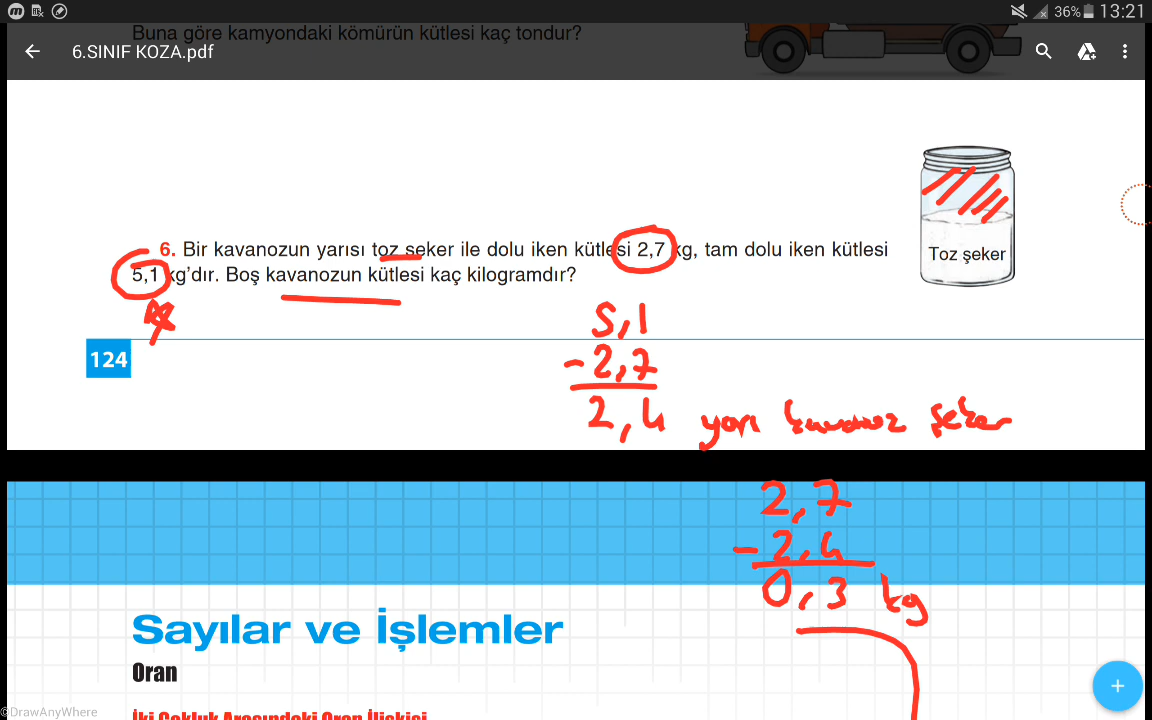 36% 13:21
Buna göre kamyondaki kömürün kütlesi kaç tondur?
6.SINIF KOZA.pdf
6. Bir kavanozun yarısı toz şeker ile dolu iken kütlesi 2,7 kg, tam dolu iken kütlesi
5,1 kg'dır. Boş kavanozun kütlesi kaç kilogramdır?
Toz şeker
5,1
-2,7
2,4 yarı kavanoz şeker
124
2,7
-2,4
0,3 kg
Sayılar ve İşlemler
Oran
İki Çokluk Arasındaki Oran İlişkisi
©DrawAnyWhere